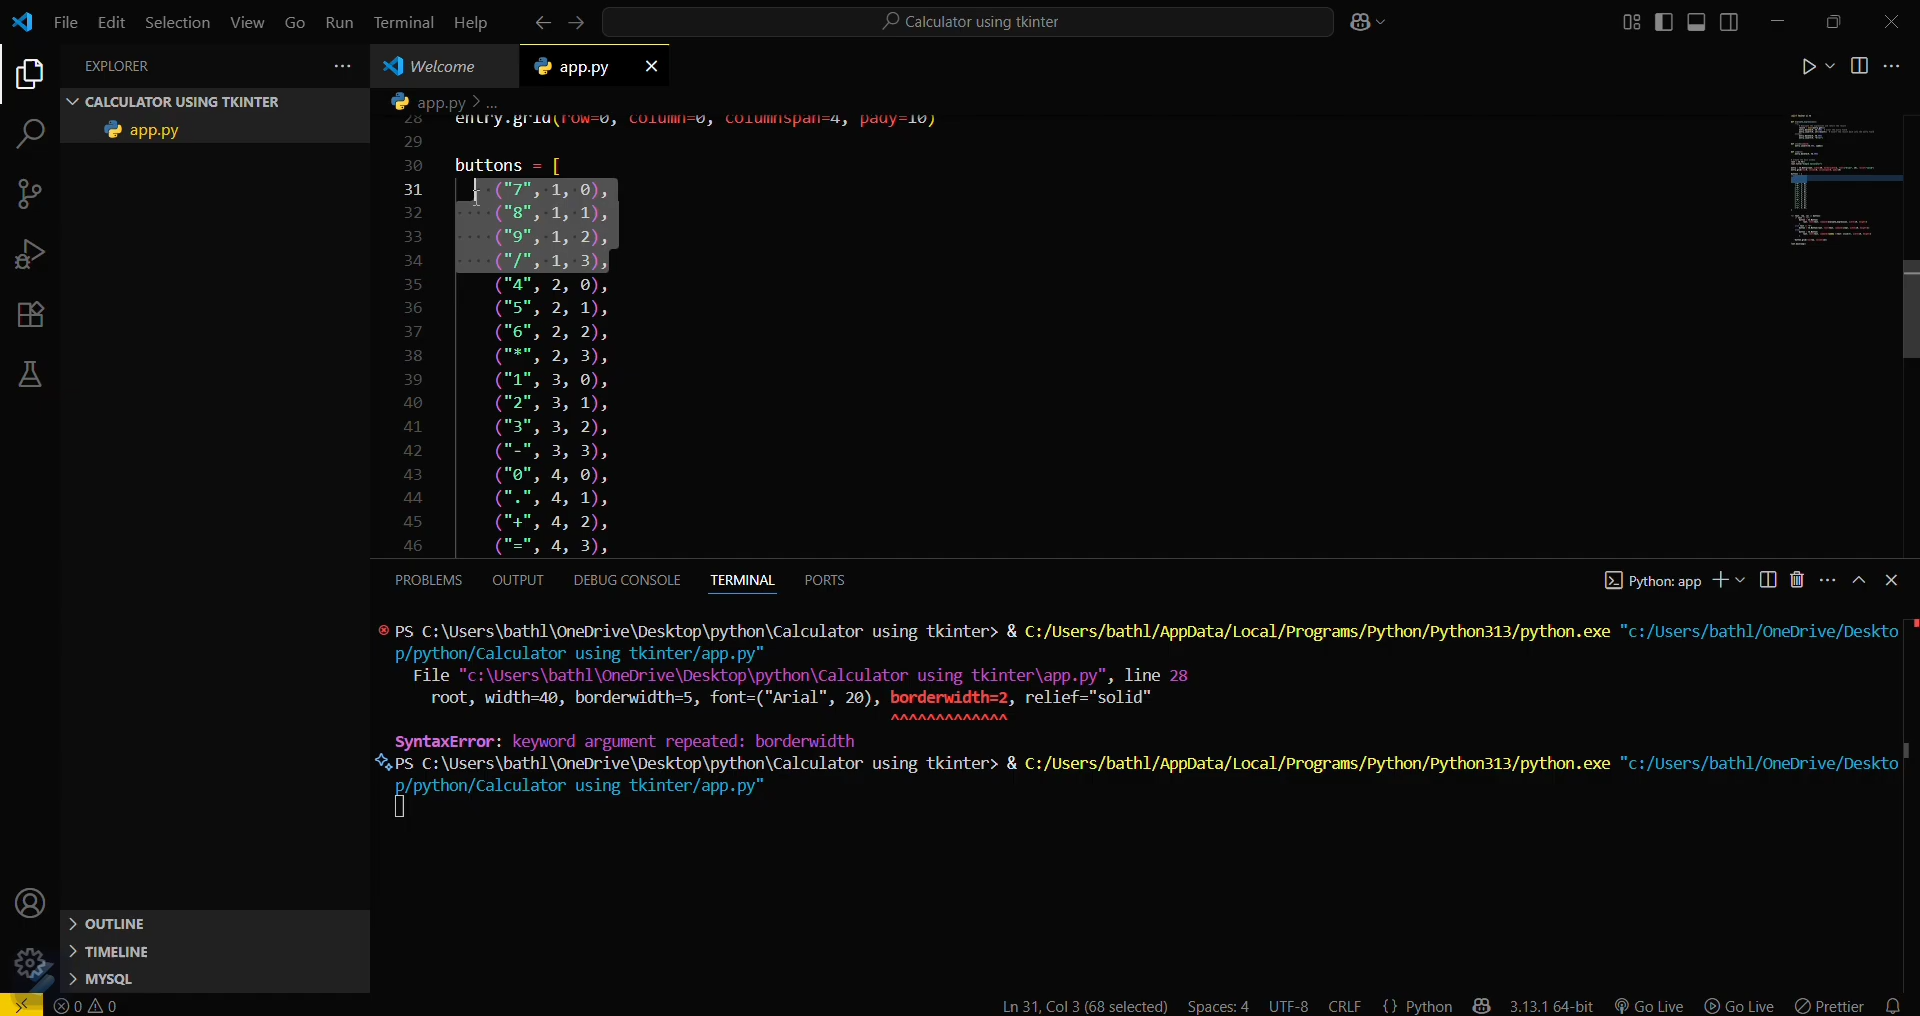 File Edit Selection View Go Run Terminal Help
Calculator using tkinter
EXPLORER
Welcome
app.py
CALCULATOR USING TKINTER
app.py > ...
app.py
28 entry.grid(row=0, column=0, columnspan=4, pady=10)
29
30 buttons = [
31 ("7", 1, 0),
32 ("8", 1, 1),
33 ("9", 1, 2),
34 ("/", 1, 3),
35 ("4", 2, 0),
36 ("5", 2, 1),
37 ("6", 2, 2),
38 ("*", 2, 3),
39 ("1", 3, 0),
40 ("2", 3, 1),
41 ("3", 3, 2),
42 ("-", 3, 3),
43 ("0", 4, 0),
44 (".", 4, 1),
45 ("+", 4, 2),
46 ("=", 4, 3),
PROBLEMS OUTPUT DEBUG CONSOLE TERMINAL PORTS
Python: app
PS C:\Users\bathl\OneDrive\Desktop\python\Calculator using tkinter> & C:/Users/bathl/AppData/Local/Programs/Python/Python313/python.exe "c:/Users/bathl/OneDrive/Deskto
p/python/Calculator using tkinter/app.py"
File "c:\Users\bathl\OneDrive\Desktop\python\Calculator using tkinter\app.py", line 28
root, width=40, borderwidth=5, font=("Arial", 20), borderwidth=2, relief="solid"
^^^^^^^^^^^^^
SyntaxError: keyword argument repeated: borderwidth
PS C:\Users\bathl\OneDrive\Desktop\python\Calculator using tkinter> & C:/Users/bathl/AppData/Local/Programs/Python/Python313/python.exe "c:/Users/bathl/OneDrive/Deskto
p/python/Calculator using tkinter/app.py"
OUTLINE
TIMELINE
MYSQL
0 0
Ln 31, Col 3 (68 selected) Spaces: 4 UTF-8 CRLF {} Python 3.13.1 64-bit Go Live Go Live Prettier